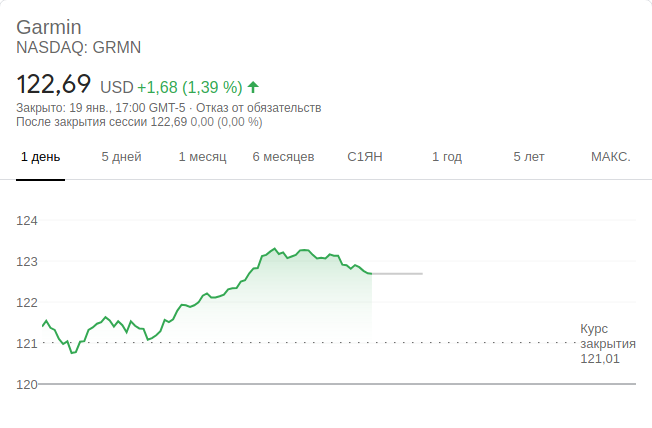 Garmin
NASDAQ: GRMN
122,69 USD +1,68 (1,39 %)
Закрыто: 19 янв., 17:00 GMT-5 · Отказ от обязательств
После закрытия сессии 122,69 0,00 (0,00 %)
1 день 5 дней 1 месяц 6 месяцев С1ЯН 1 год 5 лет МАКС.
124
123
122
121
120
Курс
закрытия
121,01